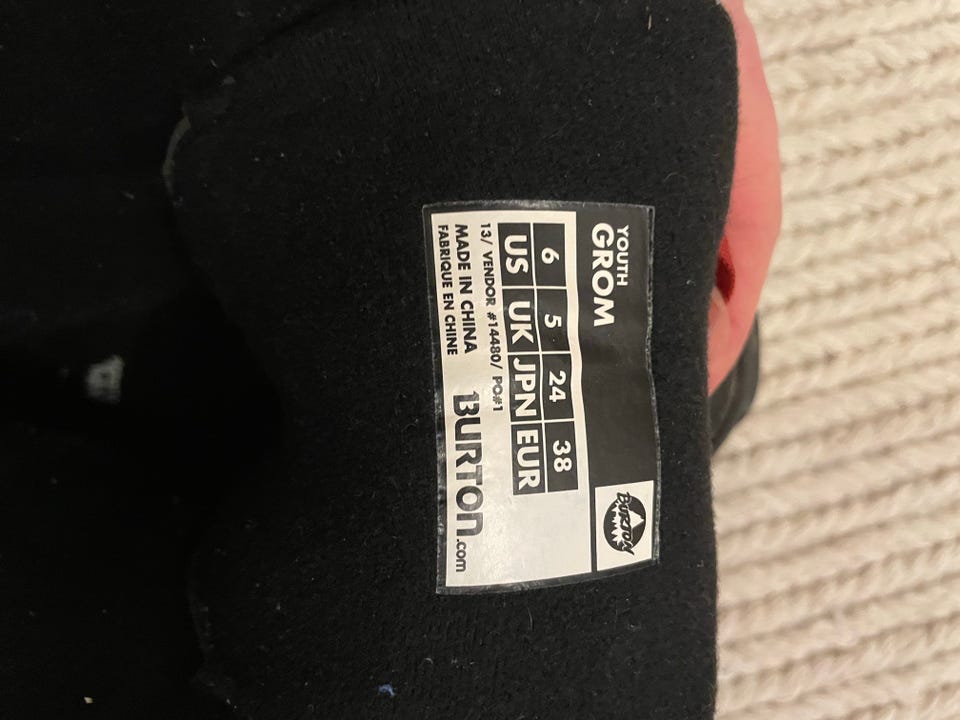 YOUTH
GROM
BURTON
6 5 24 38
US UK JPN EUR
13/ VENDOR #14480/ PO#1
MADE IN CHINA
FABRIQUE EN CHINE
BURTON.com